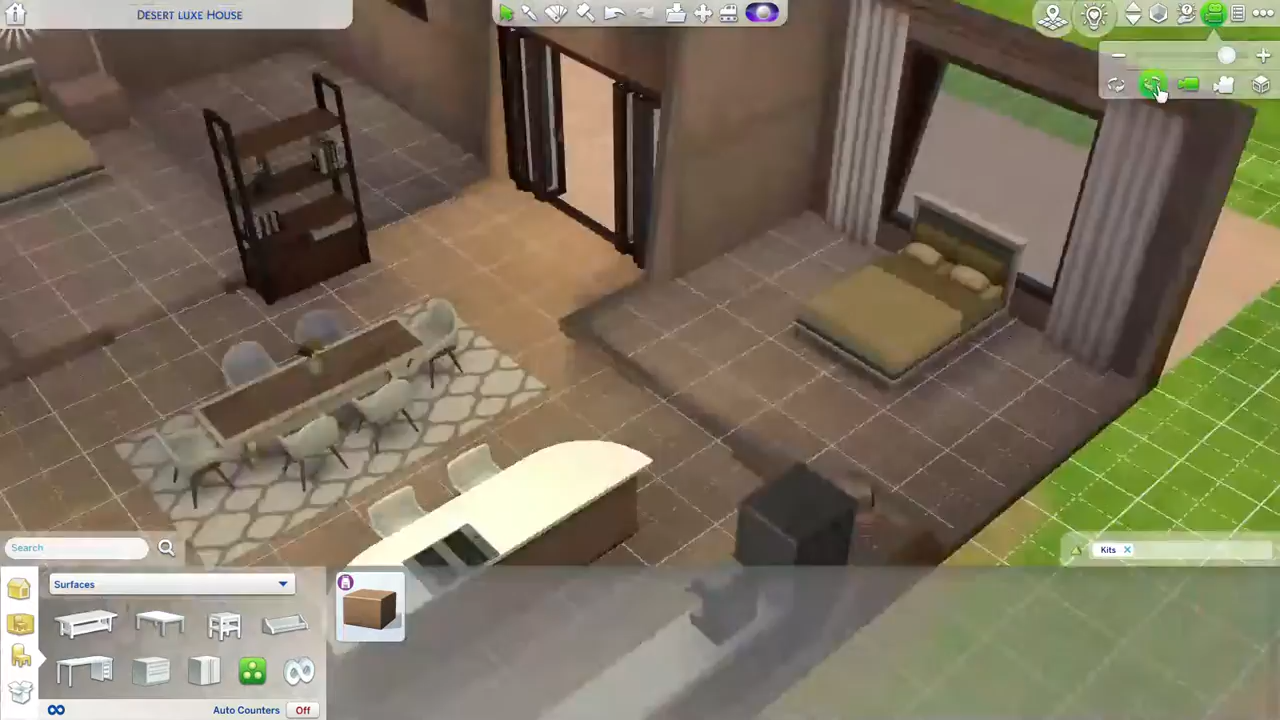 Desert luxe House
Search
Kits
Surfaces
Auto Counters
Off